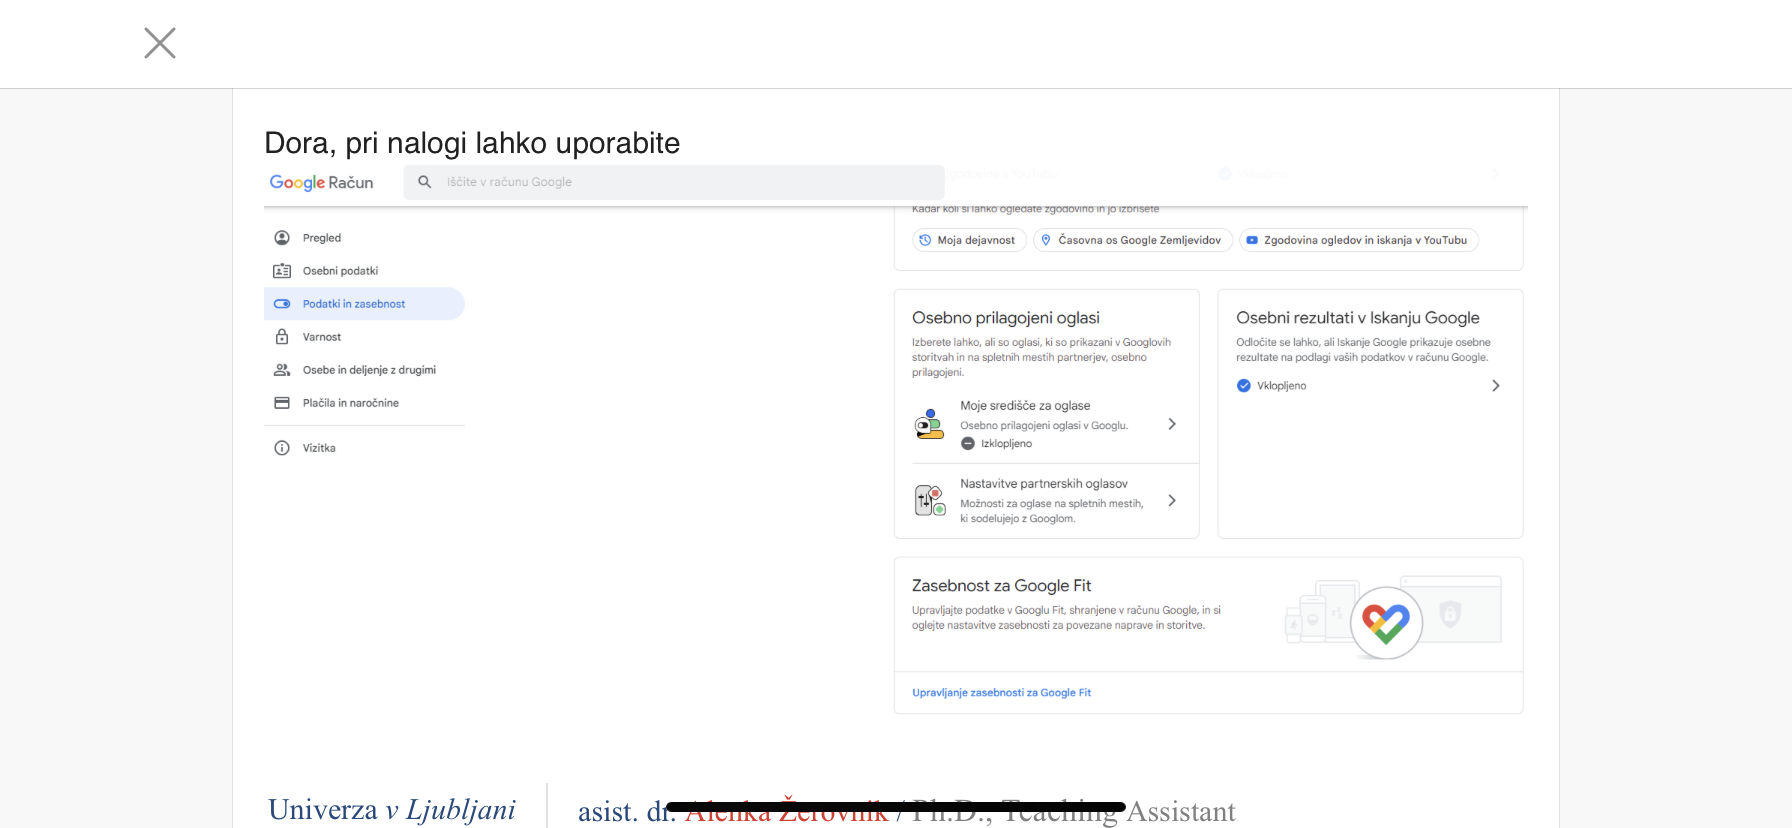 Dora, pri nalogi lahko uporabite
Google Račun
Iščite v računu Google
Kadar koli si lahko ogledate zgodovino in jo izbrišete
Moja dejavnost
Časovna os Google Zemljevidov
Zgodovina ogledov in iskanja v YouTubu
Pregled
Osebni podatki
Podatki in zasebnost
Varnost
Osebe in deljenje z drugimi
Plačila in naročnine
Vizitka
Osebno prilagojeni oglasi
Izberete lahko, ali so oglasi, ki so prikazani v Googlovih
storitvah in na spletnih mestih partnerjev, osebno
prilagojeni.
Moje središče za oglase
Osebno prilagojeni oglasi v Googlu.
Izklopljeno
Nastavitve partnerskih oglasov
Možnosti za oglase na spletnih mestih,
ki sodelujejo z Googlom.
Osebni rezultati v Iskanju Google
Odločite se lahko, ali Iskanje Google prikazuje osebne
rezultate na podlagi vaših podatkov v računu Google.
Vklopljeno
Zasebnost za Google Fit
Upravljajte podatke v Googlu Fit, shranjene v računu Google, in si
oglejte nastavitve zasebnosti za povezane naprave in storitve.
Upravljanje zasebnosti za Google Fit
Univerza v Ljubljani
asist. dr. Alenka Žerovnik / Ph.D., Teaching Assistant